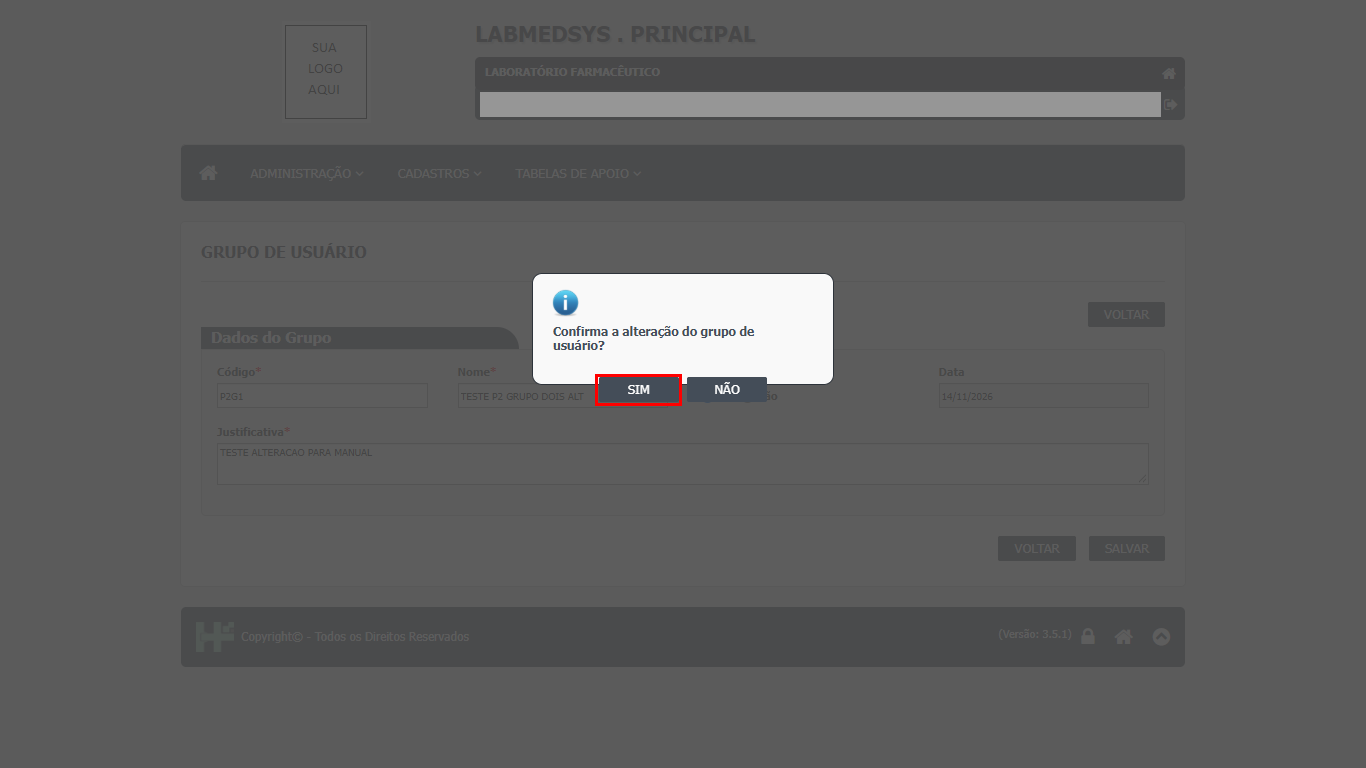 SUA
LOGO
AQUI
LABMEDSYS . PRINCIPAL
LABORATÓRIO FARMACÊUTICO
ADMINISTRAÇÃO
CADASTROS
TABELAS DE APOIO
GRUPO DE USUÁRIO
VOLTAR
Confirma a alteração do grupo de
usuário?
SIM
NÃO
Dados do Grupo
Código*
Nome*
Data
P2G1
TESTE P2 GRUPO DOIS ALT
14/11/2026
Justificativa*
TESTE ALTERACAO PARA MANUAL
VOLTAR
SALVAR
Copyright© - Todos os Direitos Reservados
(Versão: 3.5.1)